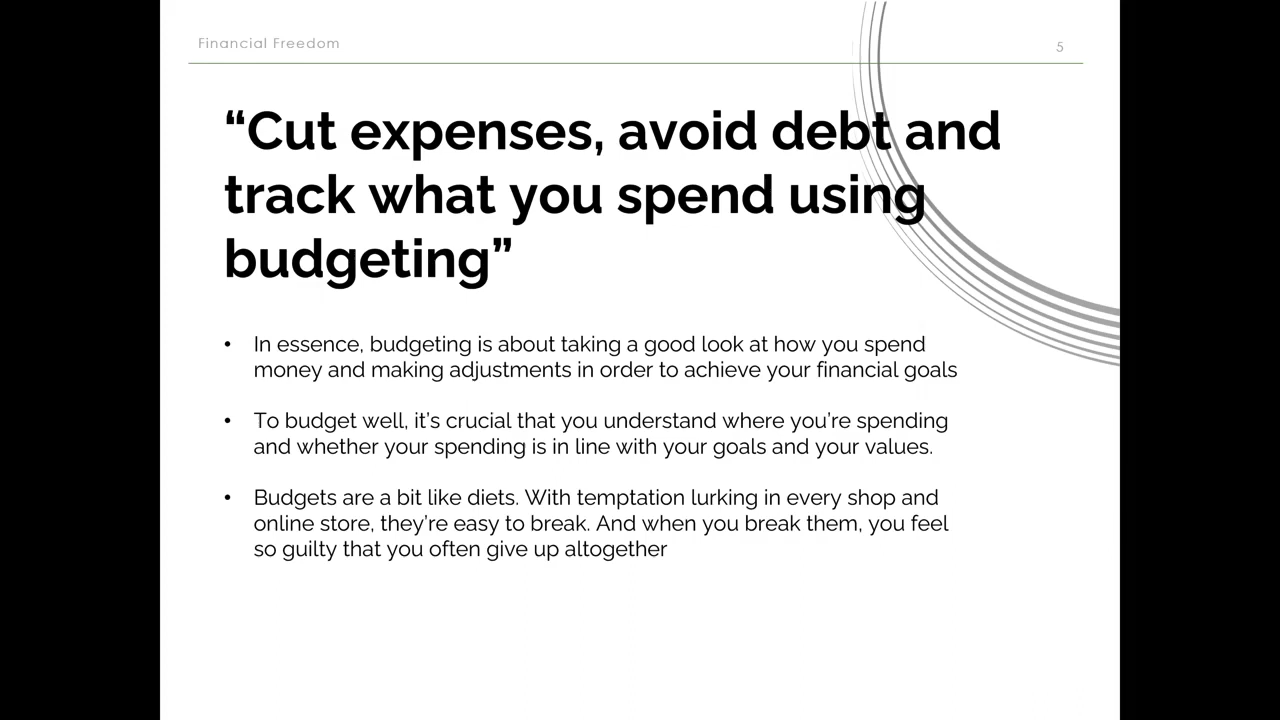 Financial Freedom
5
“Cut expenses, avoid debt and
track what you spend using
budgeting”
• In essence, budgeting is about taking a good look at how you spend
money and making adjustments in order to achieve your financial goals
• To budget well, it’s crucial that you understand where you’re spending
and whether your spending is in line with your goals and your values.
• Budgets are a bit like diets. With temptation lurking in every shop and
online store, they’re easy to break. And when you break them, you feel
so guilty that you often give up altogether